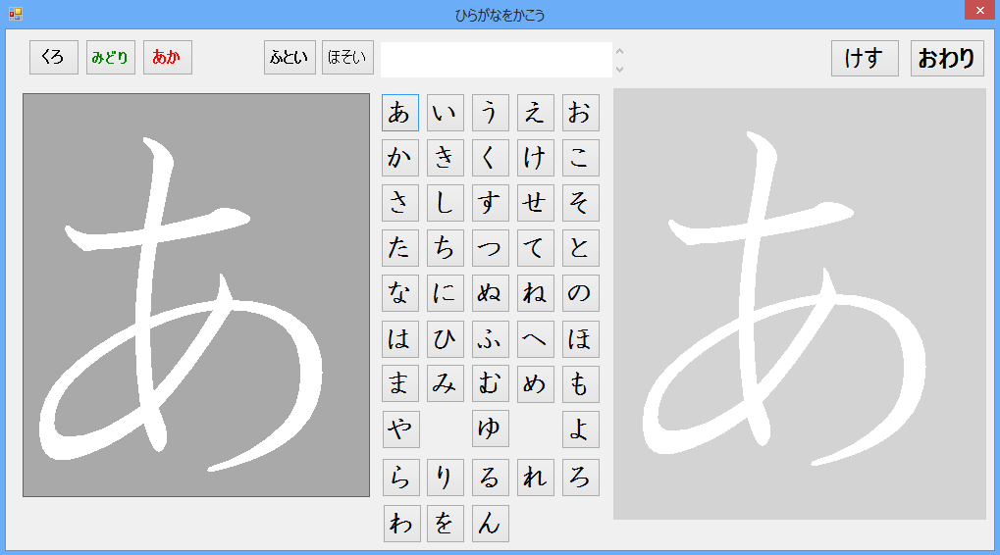 ひらがなをかこう
くろ みどり あか ふとい ほそい けす おわり
あ あ
あ い う え お
か き く け こ
さ し す せ そ
た ち つ て と
な に ぬ ね の
は ひ ふ へ ほ
ま み む め も
や ゆ よ
ら り る れ ろ
わ を ん